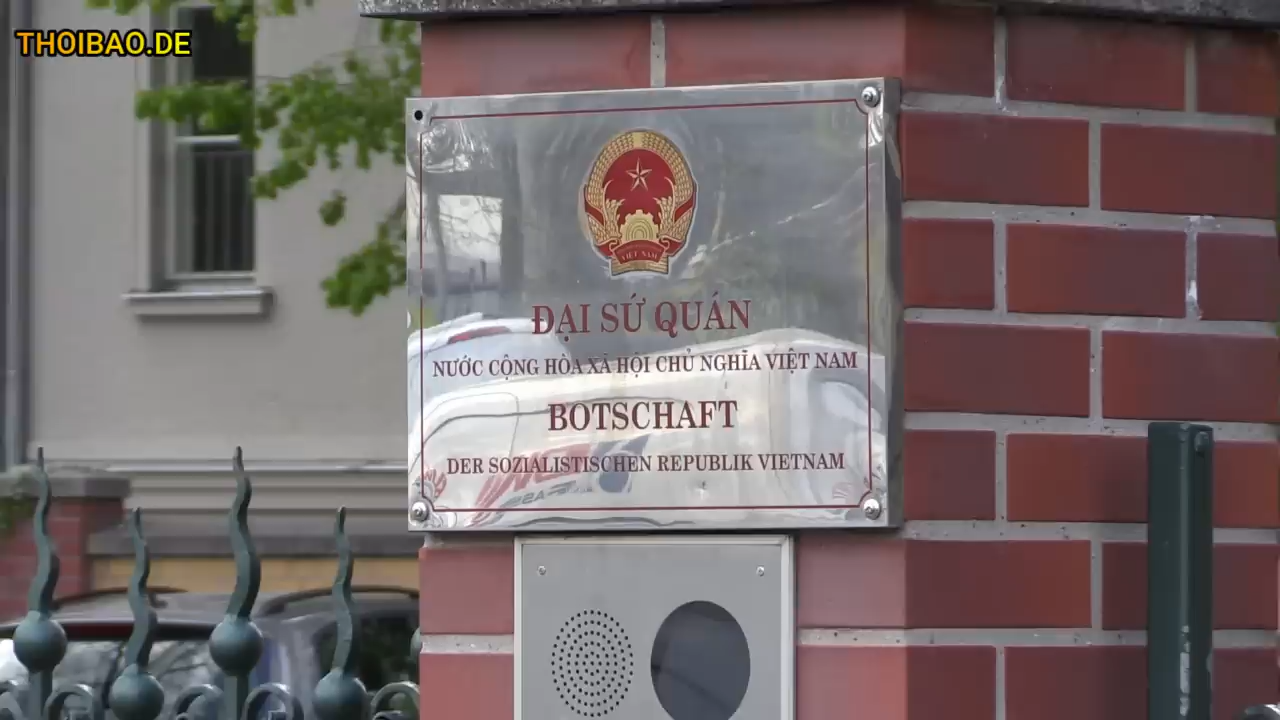 THOIBAO.DE
VIỆT NAM
ĐẠI SỨ QUÁN
NƯỚC CỘNG HÒA XÃ HỘI CHỦ NGHĨA VIỆT NAM
BOTSCHAFT
DER SOZIALISTISCHEN REPUBLIK VIETNAM